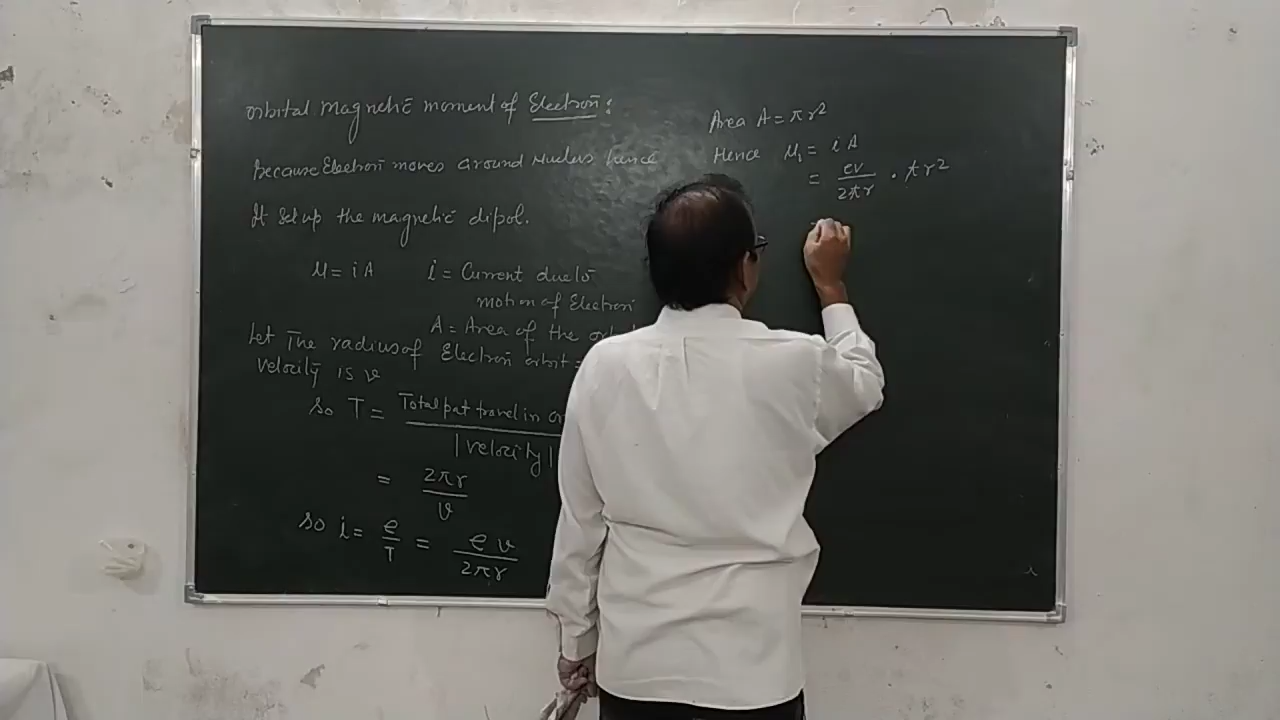 orbital Magnetic moment of Electron:
because Electron moves around Nucleus hence
It set up the magnetic dipol.
M = i A i = Current due to
motion of Electron
A = Area of the
Let The radius of Electron orbit =
velocity is v
So T = Total pat travel in
|velocity|
= 2πr
v
So i = e/T = e v
2πr
Area A = πr²
Hence M₁ = i A
= ev/2πr · πr²